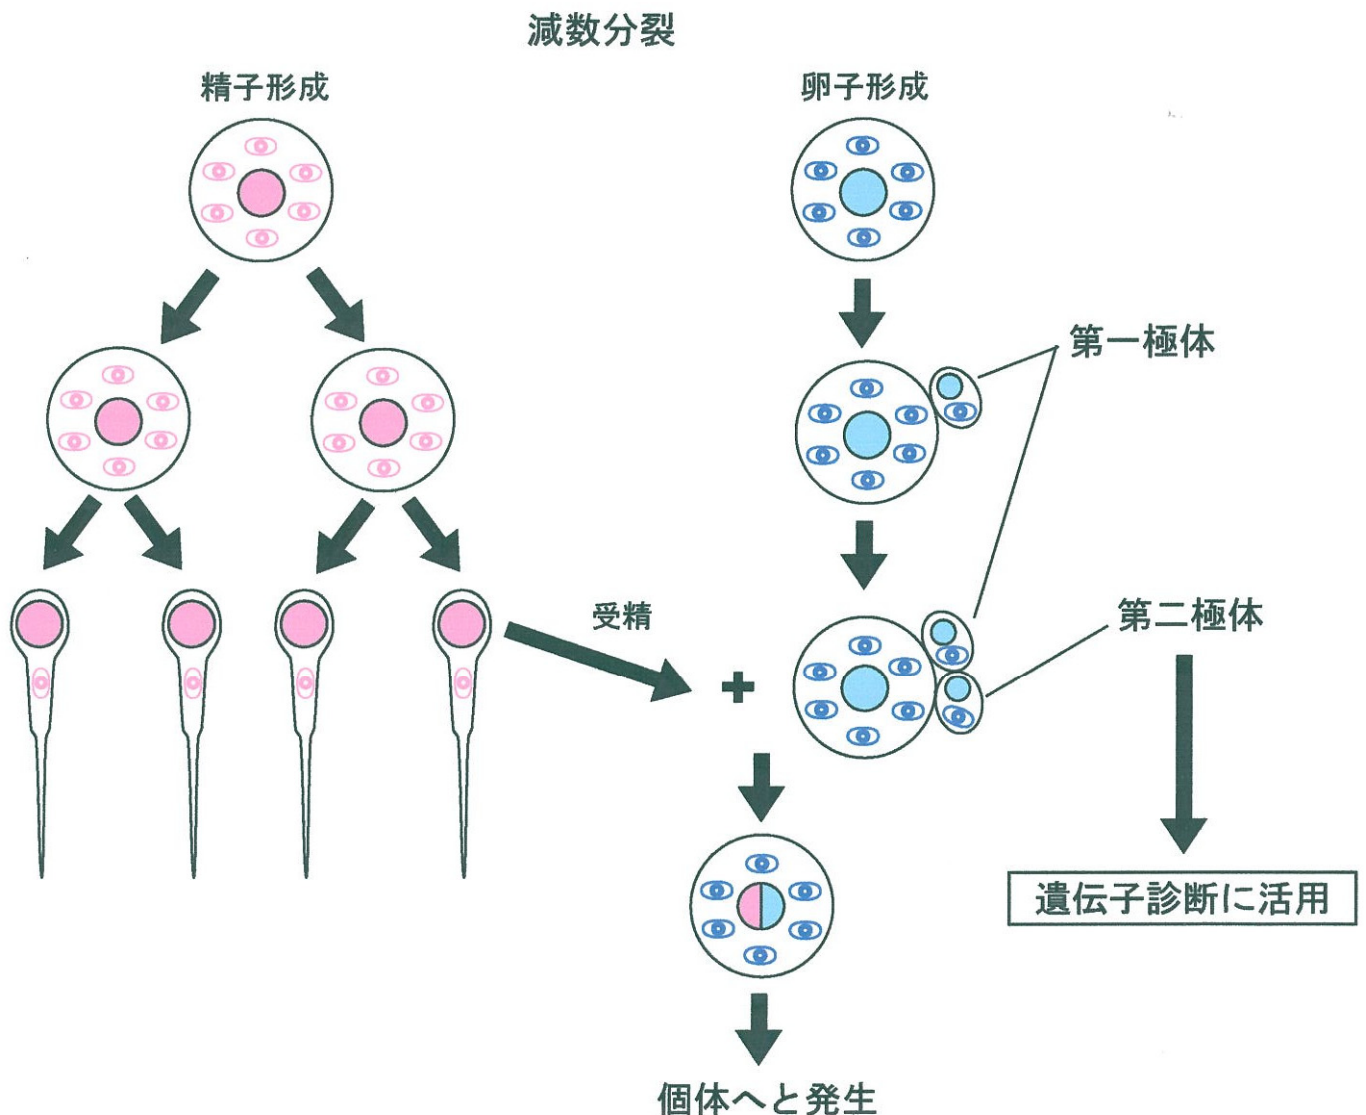 減数分裂
精子形成
卵子形成
第一極体
受精
第二極体
+
遺伝子診断に活用
個体へと発生